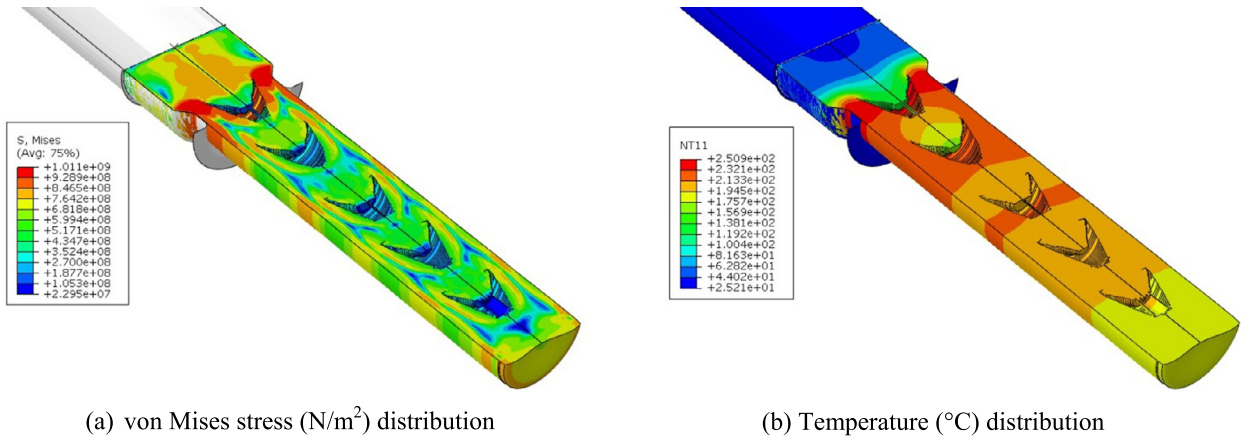 S, Mises
(Avg: 75%)
+1.011e+09
+9.289e+08
+8.465e+08
+7.642e+08
+6.818e+08
+5.994e+08
+5.171e+08
+4.347e+08
+3.524e+08
+2.700e+08
+1.877e+08
+1.053e+08
+2.295e+07
NT11
+2.509e+02
+2.321e+02
+2.133e+02
+1.945e+02
+1.757e+02
+1.569e+02
+1.381e+02
+1.192e+02
+1.004e+02
+8.163e+01
+6.282e+01
+4.402e+01
+2.521e+01
(a) von Mises stress (N/m²) distribution
(b) Temperature (°C) distribution